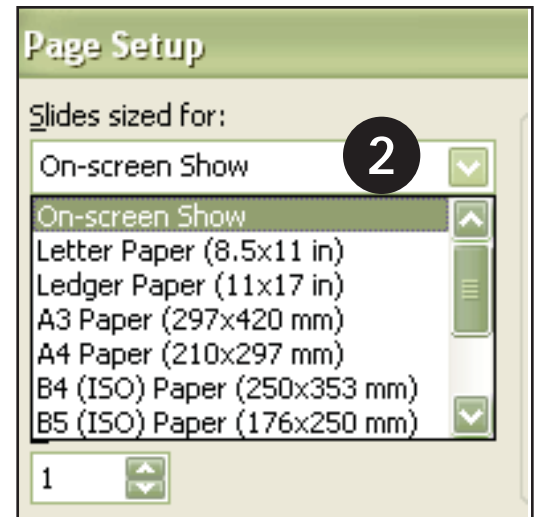 Page Setup
Slides sized for:
On-screen Show 2
On-screen Show
Letter Paper (8.5x11 in)
Ledger Paper (11x17 in)
A3 Paper (297x420 mm)
A4 Paper (210x297 mm)
B4 (ISO) Paper (250x353 mm)
B5 (ISO) Paper (176x250 mm)
1